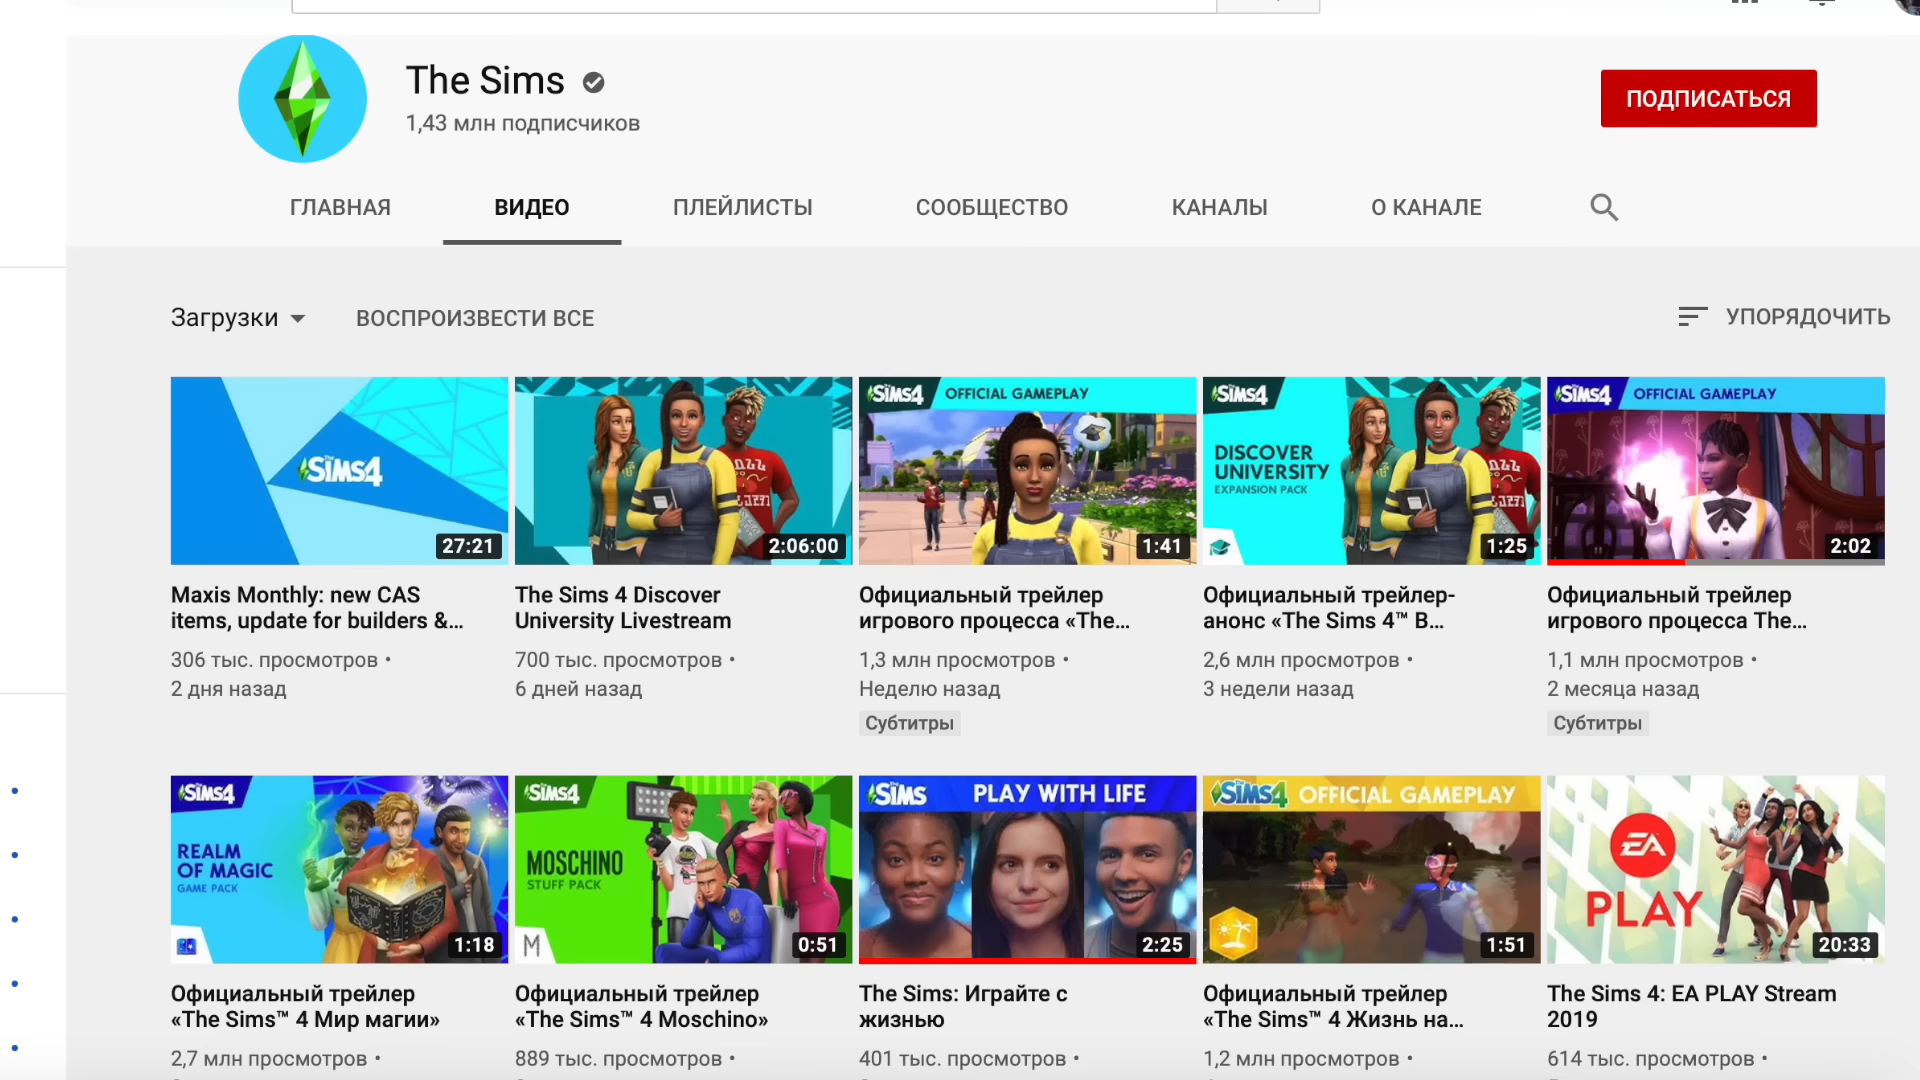 The Sims
1,43 млн подписчиков
ПОДПИСАТЬСЯ
ГЛАВНАЯ ВИДЕО ПЛЕЙЛИСТЫ СООБЩЕСТВО КАНАЛЫ О КАНАЛЕ
Загрузки ВОСПРОИЗВЕСТИ ВСЕ УПОРЯДОЧИТЬ
The SIMS4
27:21
Maxis Monthly: new CAS
items, update for builders &...
306 тыс. просмотров •
2 дня назад
2:06:00
The Sims 4 Discover
University Livestream
700 тыс. просмотров •
6 дней назад
The SIMS4 OFFICIAL GAMEPLAY
1:41
Официальный трейлер
игрового процесса «The...
1,3 млн просмотров •
Неделю назад
Субтитры
The SIMS4
DISCOVER
UNIVERSITY
EXPANSION PACK
1:25
Официальный трейлер-
анонс «The Sims 4™ В...
2,6 млн просмотров •
3 недели назад
The SIMS4 OFFICIAL GAMEPLAY
2:02
Официальный трейлер
игрового процесса The...
1,1 млн просмотров •
2 месяца назад
Субтитры
The SIMS4
REALM
OF MAGIC
GAME PACK
1:18
Официальный трейлер
«The Sims™ 4 Мир магии»
2,7 млн просмотров •
The SIMS4
MOSCHINO
STUFF PACK
M
0:51
Официальный трейлер
«The Sims™ 4 Moschino»
889 тыс. просмотров •
The SIMS PLAY WITH LIFE
2:25
The Sims: Играйте с
жизнью
401 тыс. просмотров •
The SIMS4 OFFICIAL GAMEPLAY
1:51
Официальный трейлер
«The Sims™ 4 Жизнь на...
1,2 млн просмотров •
EA
PLAY
20:33
The Sims 4: EA PLAY Stream
2019
614 тыс. просмотров •